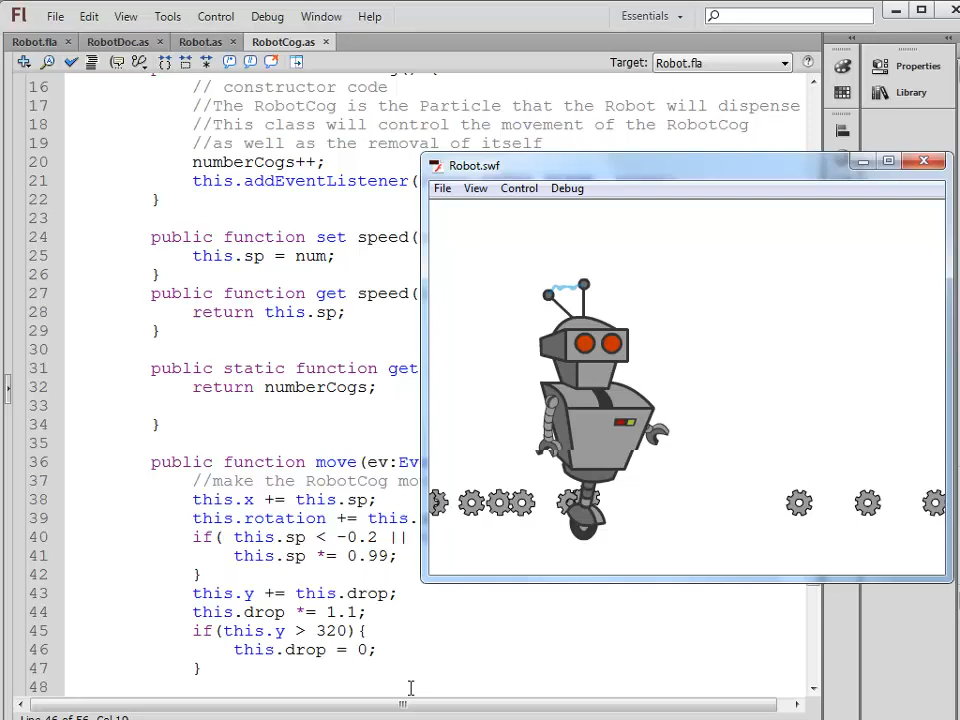 Fl File Edit View Tools Control Debug Window Help Essentials
Robot.fla × RobotDoc.as × Robot.as × RobotCog.as ×
Target: Robot.fla
Properties
Library
16 // constructor code
17 //The RobotCog is the Particle that the Robot will dispense
18 //This class will control the movement of the RobotCog
19 //as well as the removal of itself
20 numberCogs++;
21 this.addEventListener(
22 }
23
24 public function set speed(
25 this.sp = num;
26 }
27 public function get speed(
28 return this.sp;
29 }
30
31 public static function get
32 return numberCogs;
33
34 }
35
36 public function move(ev:Ev
37 //make the RobotCog mo
38 this.x += this.sp;
39 this.rotation += this.
40 if( this.sp < -0.2 ||
41 this.sp *= 0.99;
42 }
43 this.y += this.drop;
44 this.drop *= 1.1;
45 if(this.y > 320){
46 this.drop = 0;
47 }
48
Robot.swf
File View Control Debug
Line 46 of 56, Col 19